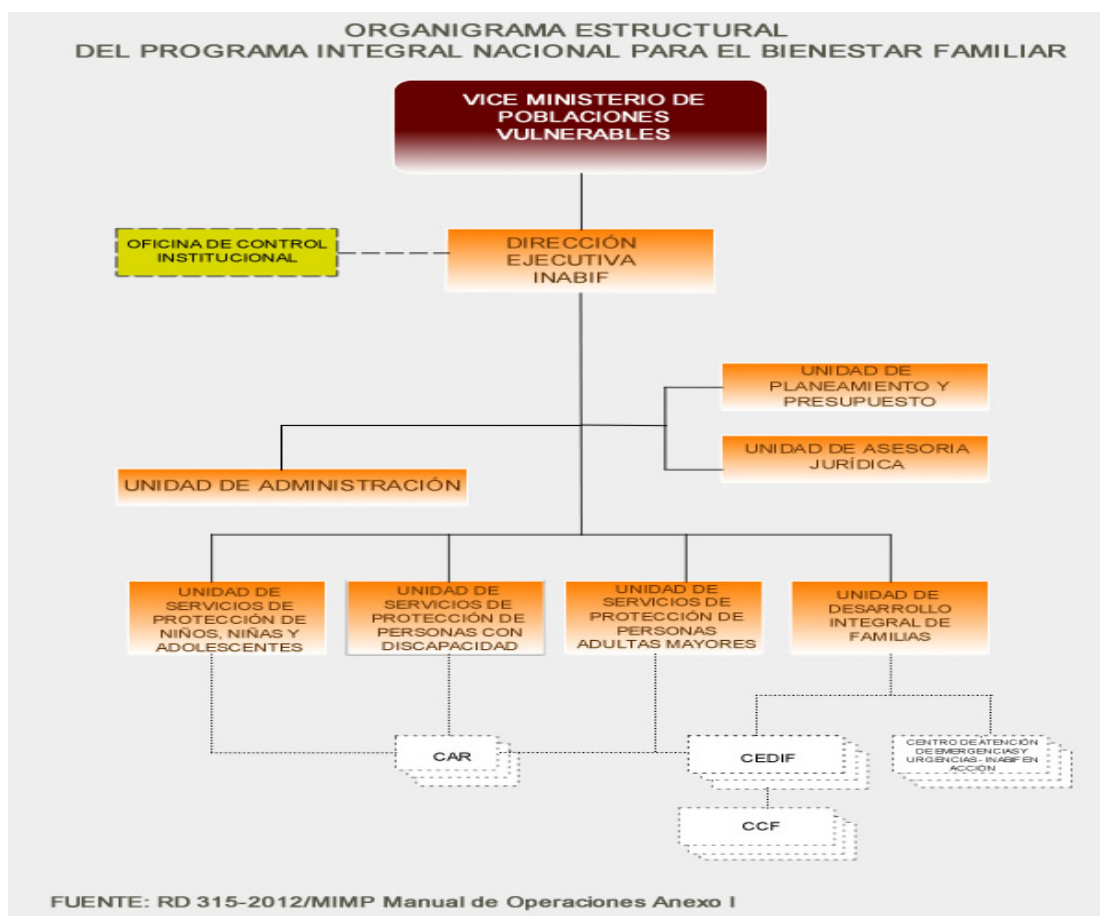 ORGANIGRAMA ESTRUCTURAL
DEL PROGRAMA INTEGRAL NACIONAL PARA EL BIENESTAR FAMILIAR
VICE MINISTERIO DE
POBLACIONES
VULNERABLES
OFICINA DE CONTROL
INSTITUCIONAL
DIRECCIÓN
EJECUTIVA
INABIF
UNIDAD DE
PLANEAMIENTO Y
PRESUPUESTO
UNIDAD DE ASESORIA
JURÍDICA
UNIDAD DE ADMINISTRACIÓN
UNIDAD DE
SERVICIOS DE
PROTECCIÓN DE
NIÑOS, NIÑAS Y
ADOLESCENTES
UNIDAD DE
SERVICIOS DE
PROTECCIÓN DE
PERSONAS CON
DISCAPACIDAD
UNIDAD DE
SERVICIOS DE
PROTECCIÓN DE
PERSONAS
ADULTAS MAYORES
UNIDAD DE
DESARROLLO
INTEGRAL DE
FAMILIAS
CAR
CEDIF
CENTRO DE ATENCIÓN
DE EMERGENCIAS Y
URGENCIAS - INABIF EN
ACCIÓN
CCF
FUENTE: RD 315-2012/MIMP Manual de Operaciones Anexo I